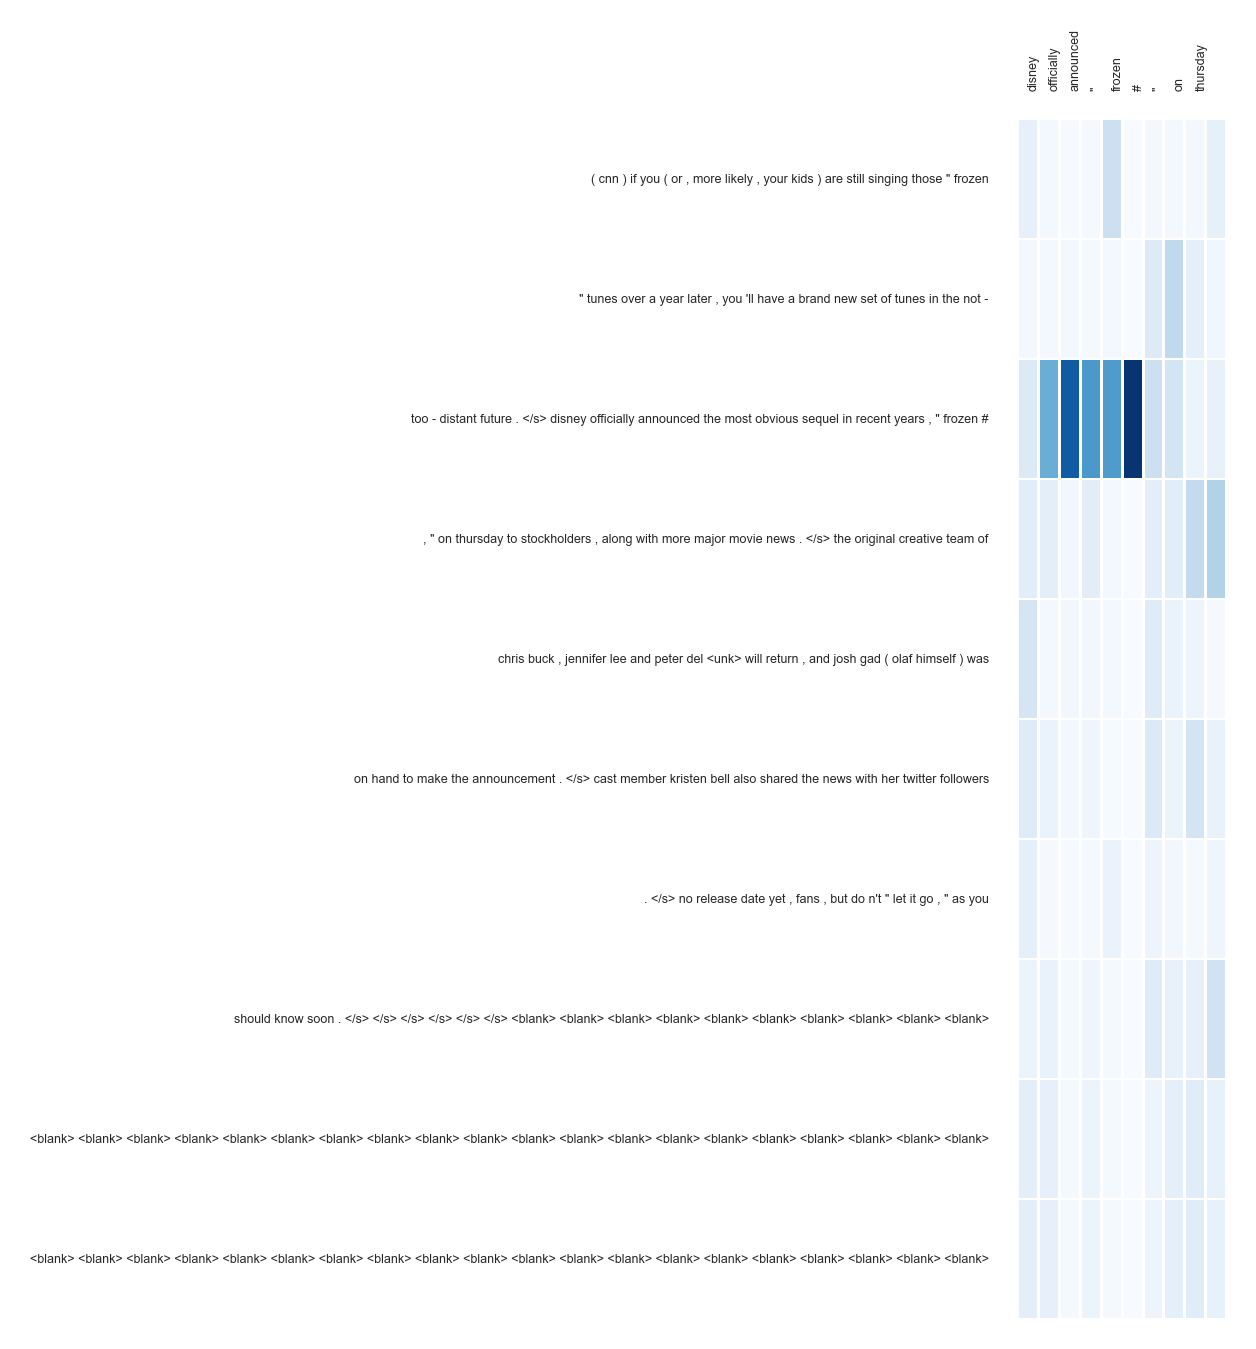 disney
officially
announced
"
frozen
#
"
on
thursday
( cnn ) if you ( or , more likely , your kids ) are still singing those " frozen
" tunes over a year later , you 'll have a brand new set of tunes in the not -
too - distant future . </s> disney officially announced the most obvious sequel in recent years , " frozen #
, " on thursday to stockholders , along with more major movie news . </s> the original creative team of
chris buck , jennifer lee and peter del <unk> will return , and josh gad ( olaf himself ) was
on hand to make the announcement . </s> cast member kristen bell also shared the news with her twitter followers
. </s> no release date yet , fans , but do n't " let it go , " as you
should know soon . </s> </s> </s> </s> </s> </s> <blank> <blank> <blank> <blank> <blank> <blank> <blank> <blank> <blank> <blank>
<blank> <blank> <blank> <blank> <blank> <blank> <blank> <blank> <blank> <blank> <blank> <blank> <blank> <blank> <blank> <blank> <blank> <blank> <blank> <blank>
<blank> <blank> <blank> <blank> <blank> <blank> <blank> <blank> <blank> <blank> <blank> <blank> <blank> <blank> <blank> <blank> <blank> <blank> <blank> <blank>